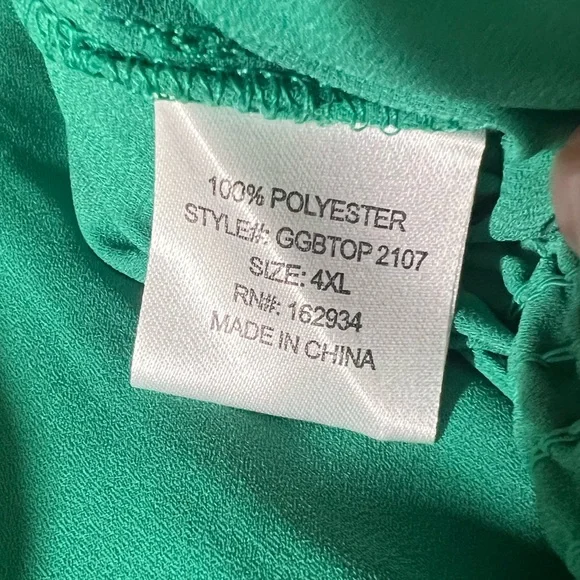 100% POLYESTER
STYLE#: GGBTOP 2107
SIZE: 4XL
RN#: 162934
MADE IN CHINA